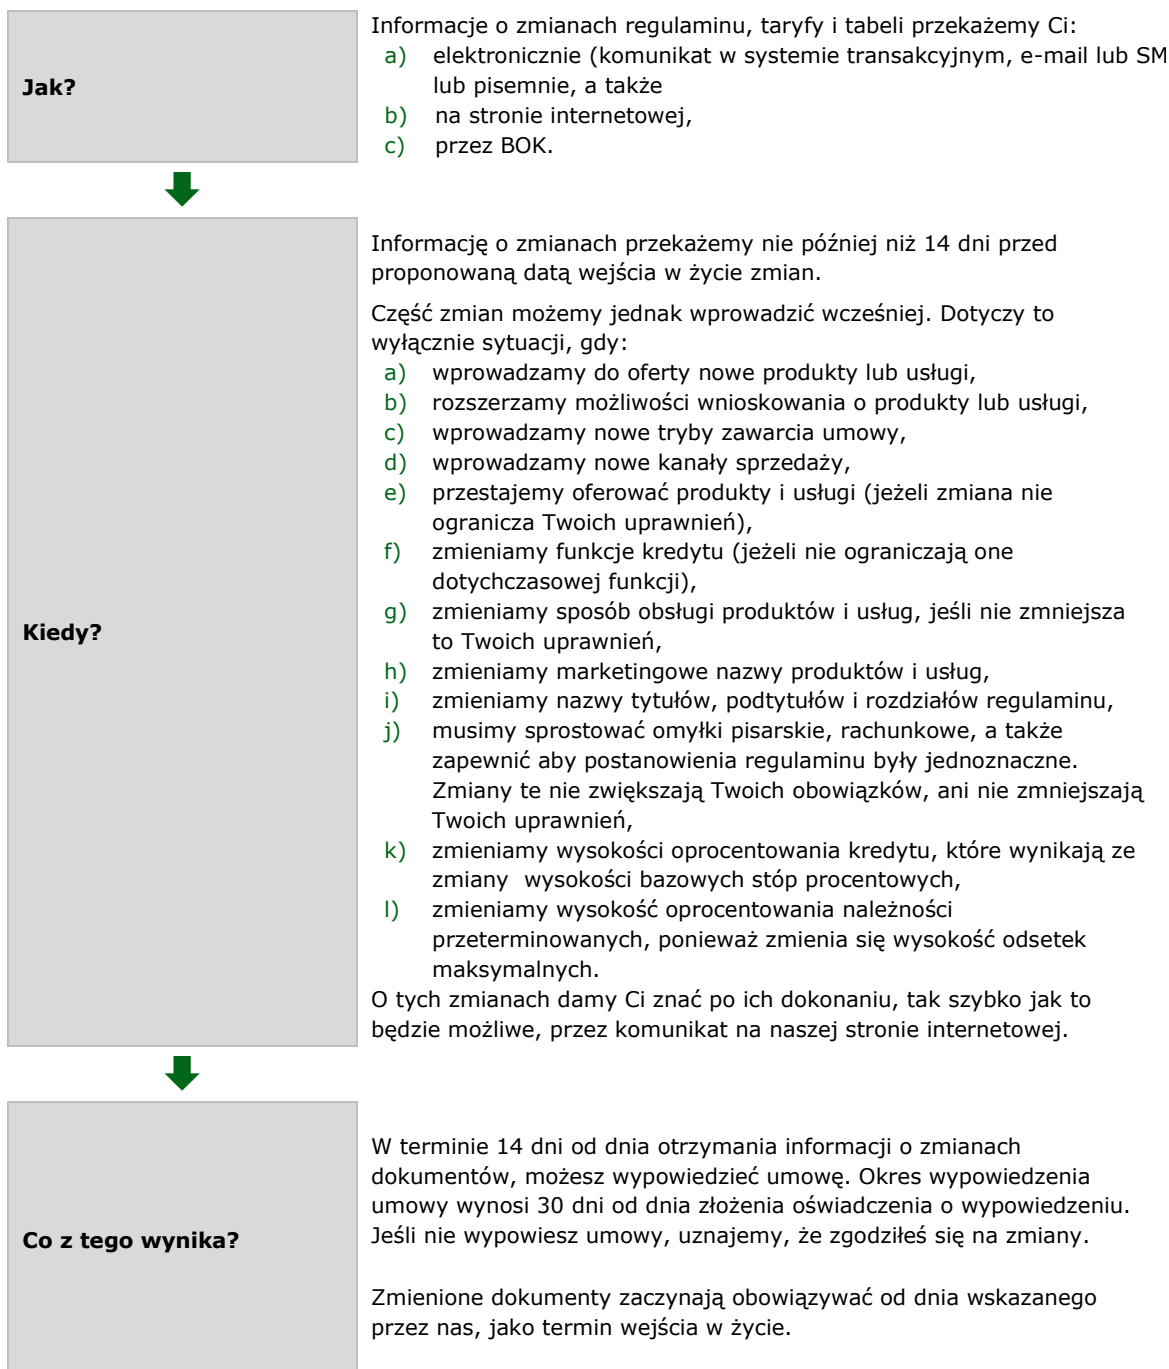 Jak?
Informacje o zmianach regulaminu, taryfy i tabeli przekażemy Ci:
a) elektronicznie (komunikat w systemie transakcyjnym, e-mail lub SM
lub pisemnie, a także
b) na stronie internetowej,
c) przez BOK.
Kiedy?
Informację o zmianach przekażemy nie później niż 14 dni przed
proponowaną datą wejścia w życie zmian.
Część zmian możemy jednak wprowadzić wcześniej. Dotyczy to
wyłącznie sytuacji, gdy:
a) wprowadzamy do oferty nowe produkty lub usługi,
b) rozszerzamy możliwości wnioskowania o produkty lub usługi,
c) wprowadzamy nowe tryby zawarcia umowy,
d) wprowadzamy nowe kanały sprzedaży,
e) przestajemy oferować produkty i usługi (jeżeli zmiana nie
ogranicza Twoich uprawnień),
f) zmieniamy funkcje kredytu (jeżeli nie ograniczają one
dotychczasowej funkcji),
g) zmieniamy sposób obsługi produktów i usług, jeśli nie zmniejsza
to Twoich uprawnień,
h) zmieniamy marketingowe nazwy produktów i usług,
i) zmieniamy nazwy tytułów, podtytułów i rozdziałów regulaminu,
j) musimy sprostować omyłki pisarskie, rachunkowe, a także
zapewnić aby postanowienia regulaminu były jednoznaczne.
Zmiany te nie zwiększają Twoich obowiązków, ani nie zmniejszają
Twoich uprawnień,
k) zmieniamy wysokości oprocentowania kredytu, które wynikają ze
zmiany wysokości bazowych stóp procentowych,
l) zmieniamy wysokość oprocentowania należności
przeterminowanych, ponieważ zmienia się wysokość odsetek
maksymalnych.
O tych zmianach damy Ci znać po ich dokonaniu, tak szybko jak to
będzie możliwe, przez komunikat na naszej stronie internetowej.
Co z tego wynika?
W terminie 14 dni od dnia otrzymania informacji o zmianach
dokumentów, możesz wypowiedzieć umowę. Okres wypowiedzenia
umowy wynosi 30 dni od dnia złożenia oświadczenia o wypowiedzeniu.
Jeśli nie wypowiesz umowy, uznajemy, że zgodziłeś się na zmiany.
Zmienione dokumenty zaczynają obowiązywać od dnia wskazanego
przez nas, jako termin wejścia w życie.